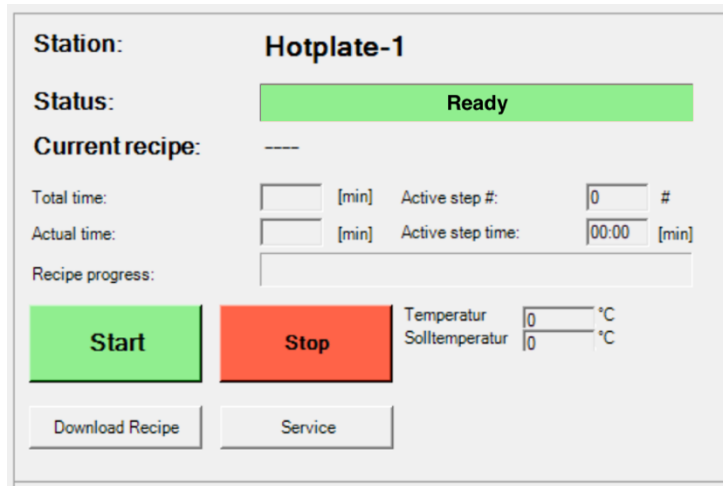 Station: Hotplate-1
Status: Ready
Current recipe: ----
Total time: [min] Active step #: 0 #
Actual time: [min] Active step time: 00:00 [min]
Recipe progress:
Start Stop Temperatur 0 °C
Solltemperatur 0 °C
Download Recipe Service